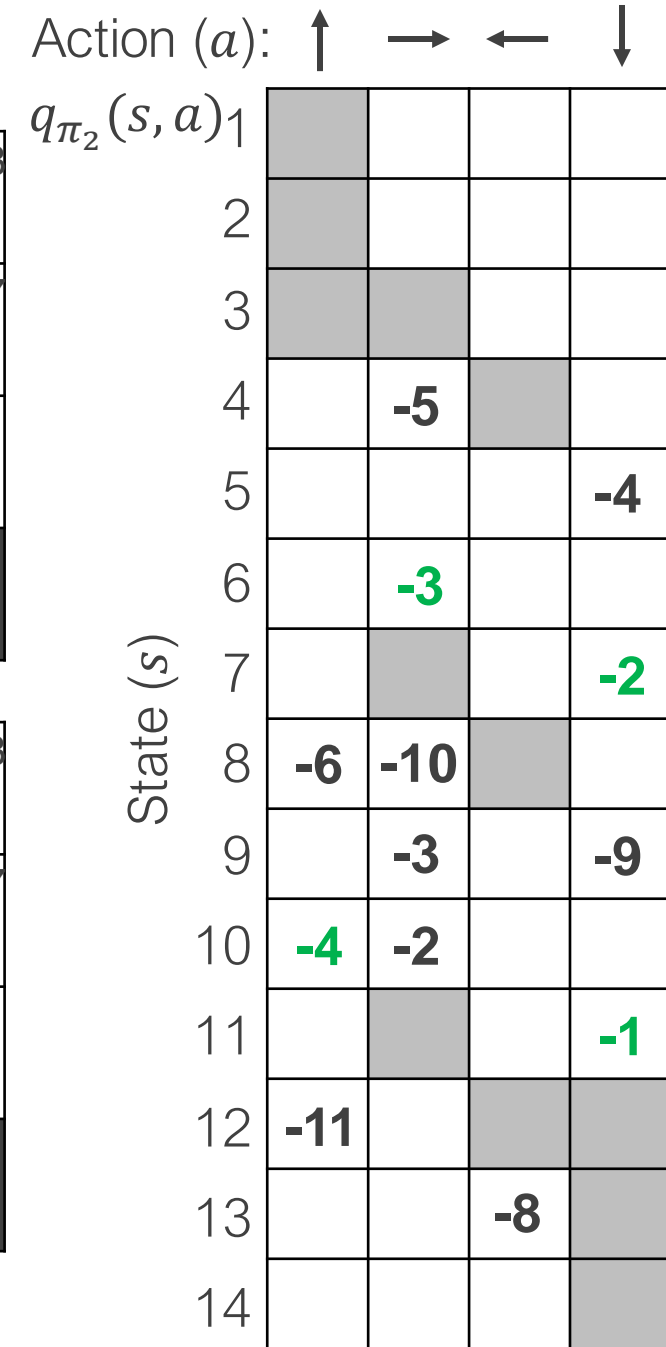 Action (a): ↑ → ← ↓
q_{π_2}(s, a) 1
2
3
4 -5
5 -4
6 -3
7 -2
State (s)
8 -6 -10
9 -3 -9
10 -4 -2
11 -1
12 -11
13 -8
14